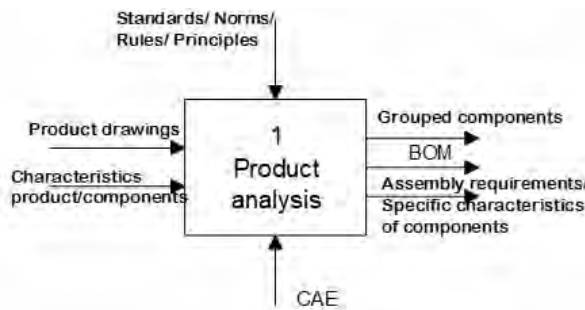 Standards/ Norms/
Rules/ Principles
Product drawings
Characteristics
product/components
1
Product
analysis
Grouped components
BOM
Assembly requirements/
Specific characteristics
of components
CAE